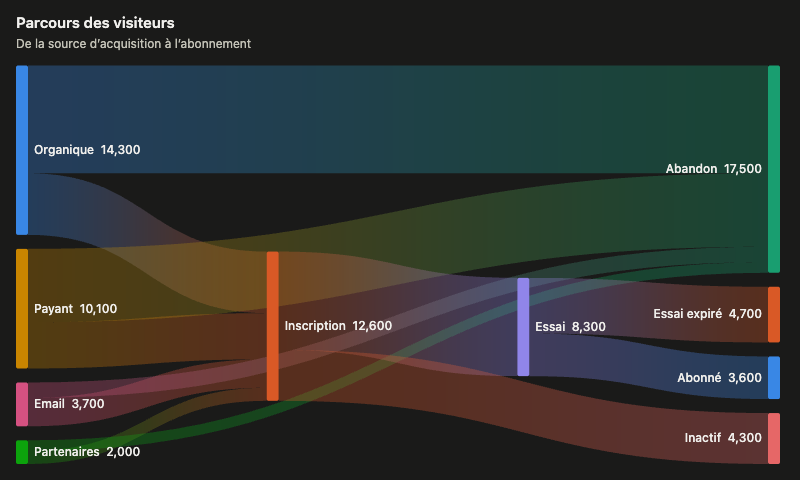 Parcours des visiteurs
De la source d’acquisition à l’abonnement
Organique 14,300
Abandon 17,500
Payant 10,100
Essai expiré 4,700
Inscription 12,600
Essai 8,300
Abonné 3,600
Email 3,700
Inactif 4,300
Partenaires 2,000